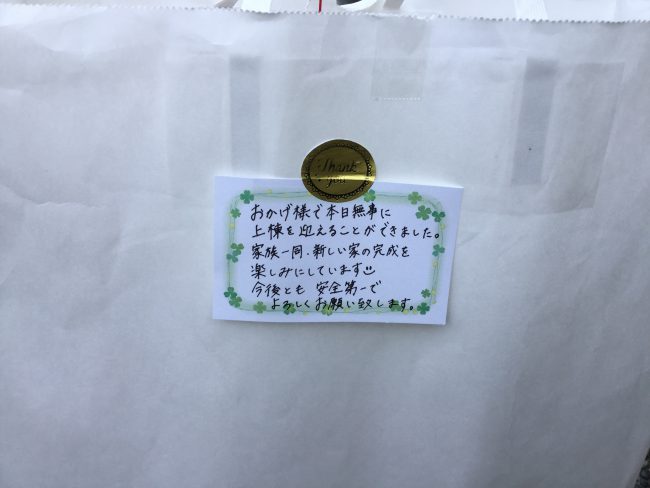 Thank
you
おかげ様で本日無事に
上棟を迎えることができました。
家族一同、新しい家の完成を
楽しみにしています
今後とも 安全第一で
よろしくお願い致します。